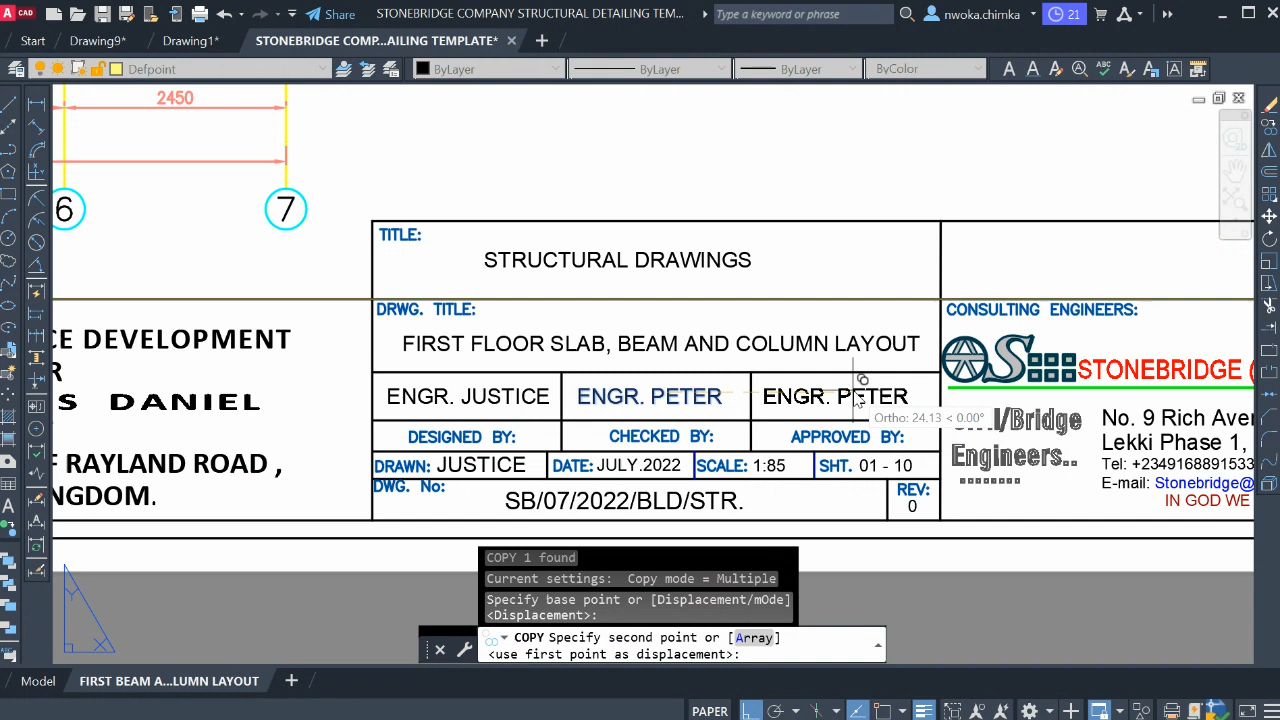 CAD
Share
STONEBRIDGE COMPANY STRUCTURAL DETAILING TEM...
Type a keyword or phrase
nwoka.chimka
21
Start
Drawing9*
Drawing1*
STONEBRIDGE COMP...AILING TEMPLATE*
Defpoint
ByLayer
ByLayer
ByLayer
ByColor
2450
6
7
TITLE:
STRUCTURAL DRAWINGS
DRWG. TITLE:
FIRST FLOOR SLAB, BEAM AND COLUMN LAYOUT
ENGR. JUSTICE
ENGR. PETER
ENGR. PETER
Ortho: 24.13 < 0.00°
DESIGNED BY:
CHECKED BY:
APPROVED BY:
DRAWN: JUSTICE
DATE: JULY.2022
SCALE: 1:85
SHT. 01 - 10
DWG. No:
SB/07/2022/BLD/STR.
REV:
0
CE DEVELOPMENT
R
S DANIEL
F RAYLAND ROAD ,
NGDOM.
CONSULTING ENGINEERS:
STONEBRIDGE (
/Bridge
Engineers..
No. 9 Rich Aver
Lekki Phase 1,
Tel: +2349168891533
E-mail: Stonebridge@
IN GOD WE
COPY 1 found
Current settings: Copy mode = Multiple
Specify base point or [Displacement/mOde]
<Displacement>:
COPY Specify second point or [Array]
<use first point as displacement>:
Y
X
Model
FIRST BEAM A...LUMN LAYOUT
PAPER